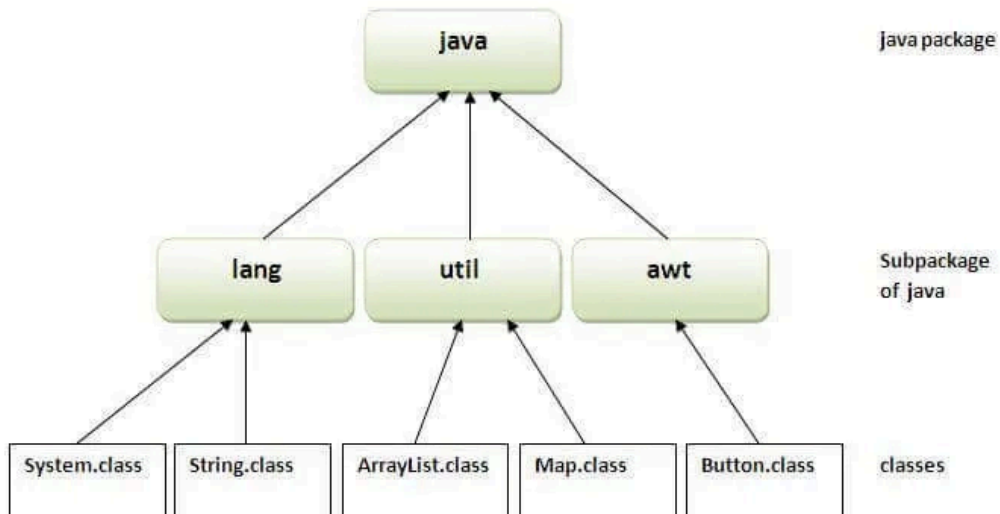 java
java package
lang
util
awt
Subpackage
of java
System.class
String.class
ArrayList.class
Map.class
Button.class
classes